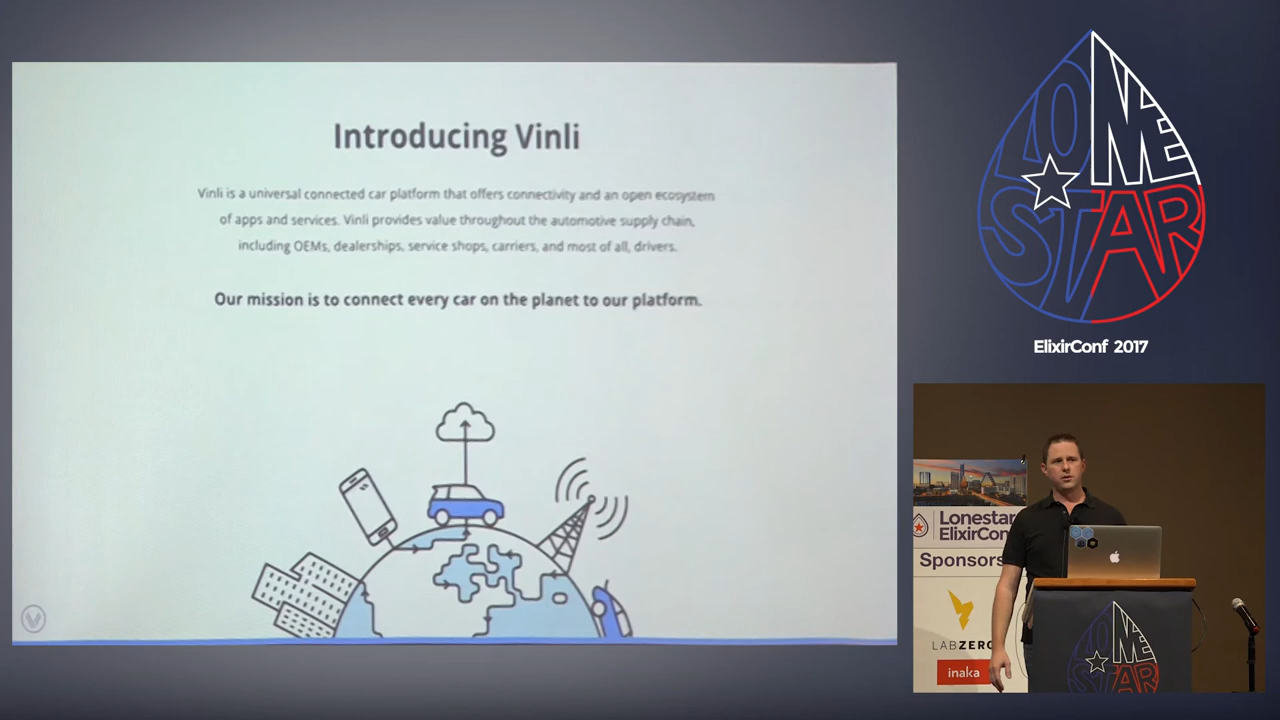 Introducing Vinli
Vinli is a universal connected car platform that offers connectivity and an open ecosystem
of apps and services. Vinli provides value throughout the automotive supply chain,
including OEMs, dealerships, service shops, carriers, and most of all, drivers.
Our mission is to connect every car on the planet to our platform.
LONE
STAR
ElixirConf 2017
Lonestar
ElixirCon
Sponsors
LABZERO
inaka
LONE
STAR